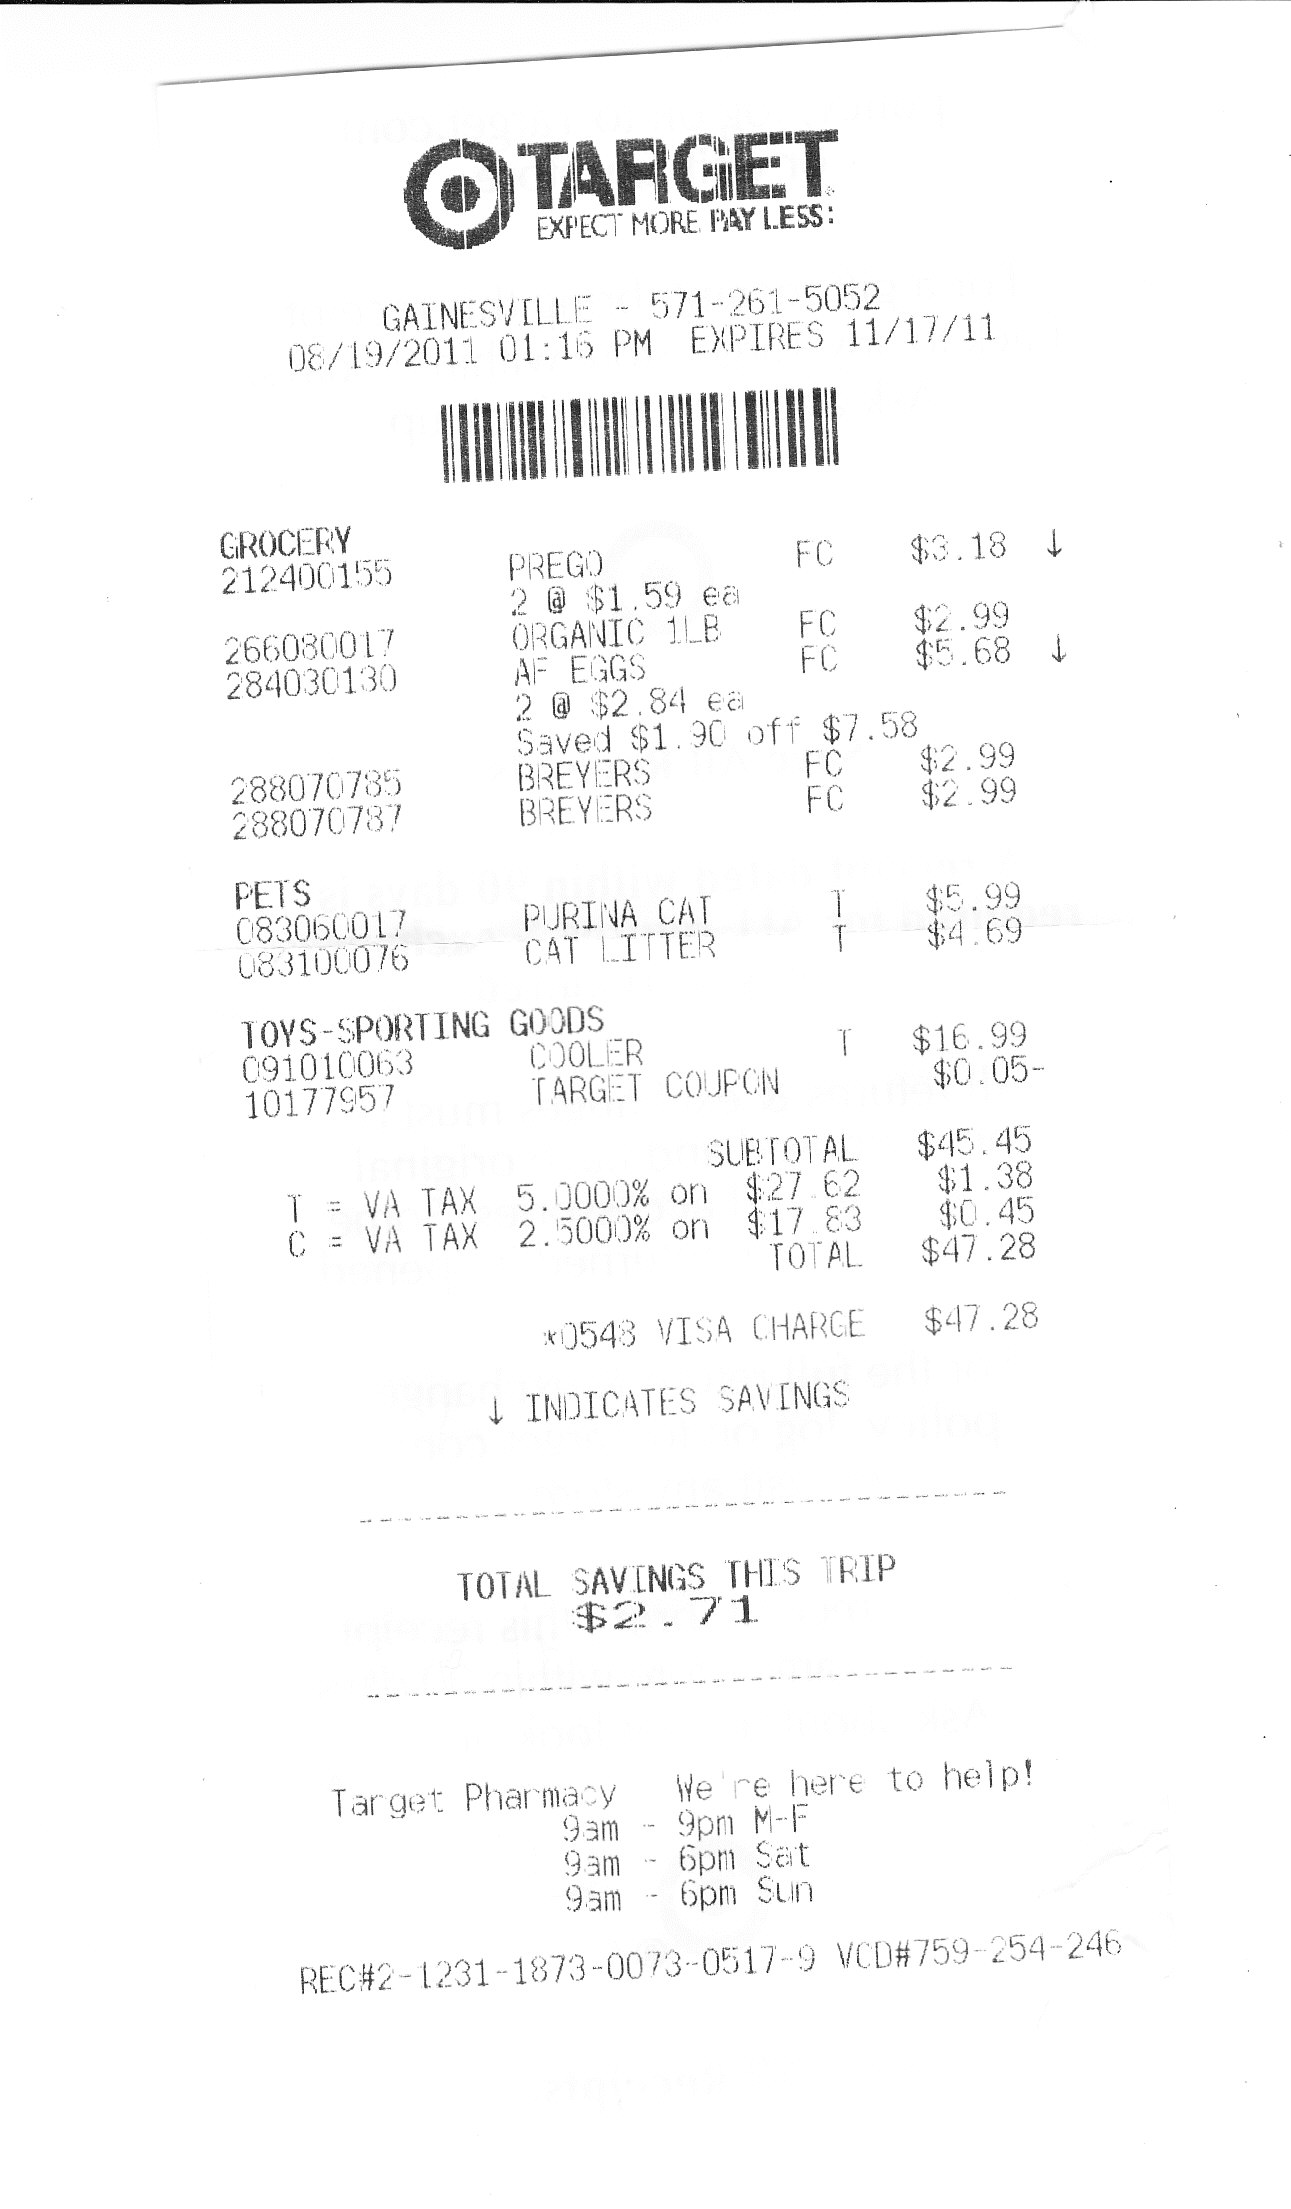 TARGET
EXPECT MORE PAY LESS.
GAINESVILLE - 571-261-5052
08/19/2011 01:16 PM EXPIRES 11/17/11
GROCERY
212400155 PREGO FC $3.18 ↓
2 @ $1.59 ea
266080017 ORGANIC 1LB FC $2.99
284030130 AF EGGS FC $5.68 ↓
2 @ $2.84 ea
Saved $1.90 off $7.58
288070785 BREYERS FC $2.99
288070787 BREYERS FC $2.99
PETS
083060017 PURINA CAT T $5.99
083100076 CAT LITTER T $4.69
TOYS-SPORTING GOODS
091010063 COOLER T $16.99
10177957 TARGET COUPON $0.05-
SUBTOTAL $45.45
T = VA TAX 5.0000% on $27.62 $1.38
C = VA TAX 2.5000% on $17.83 $0.45
TOTAL $47.28
*0548 VISA CHARGE $47.28
↓ INDICATES SAVINGS
TOTAL SAVINGS THIS TRIP
$2.71
Target Pharmacy We're here to help!
9am - 9pm M-F
9am - 6pm Sat
9am - 6pm Sun
REC#2-1231-1873-0073-0517-9 VCD#759-254-246